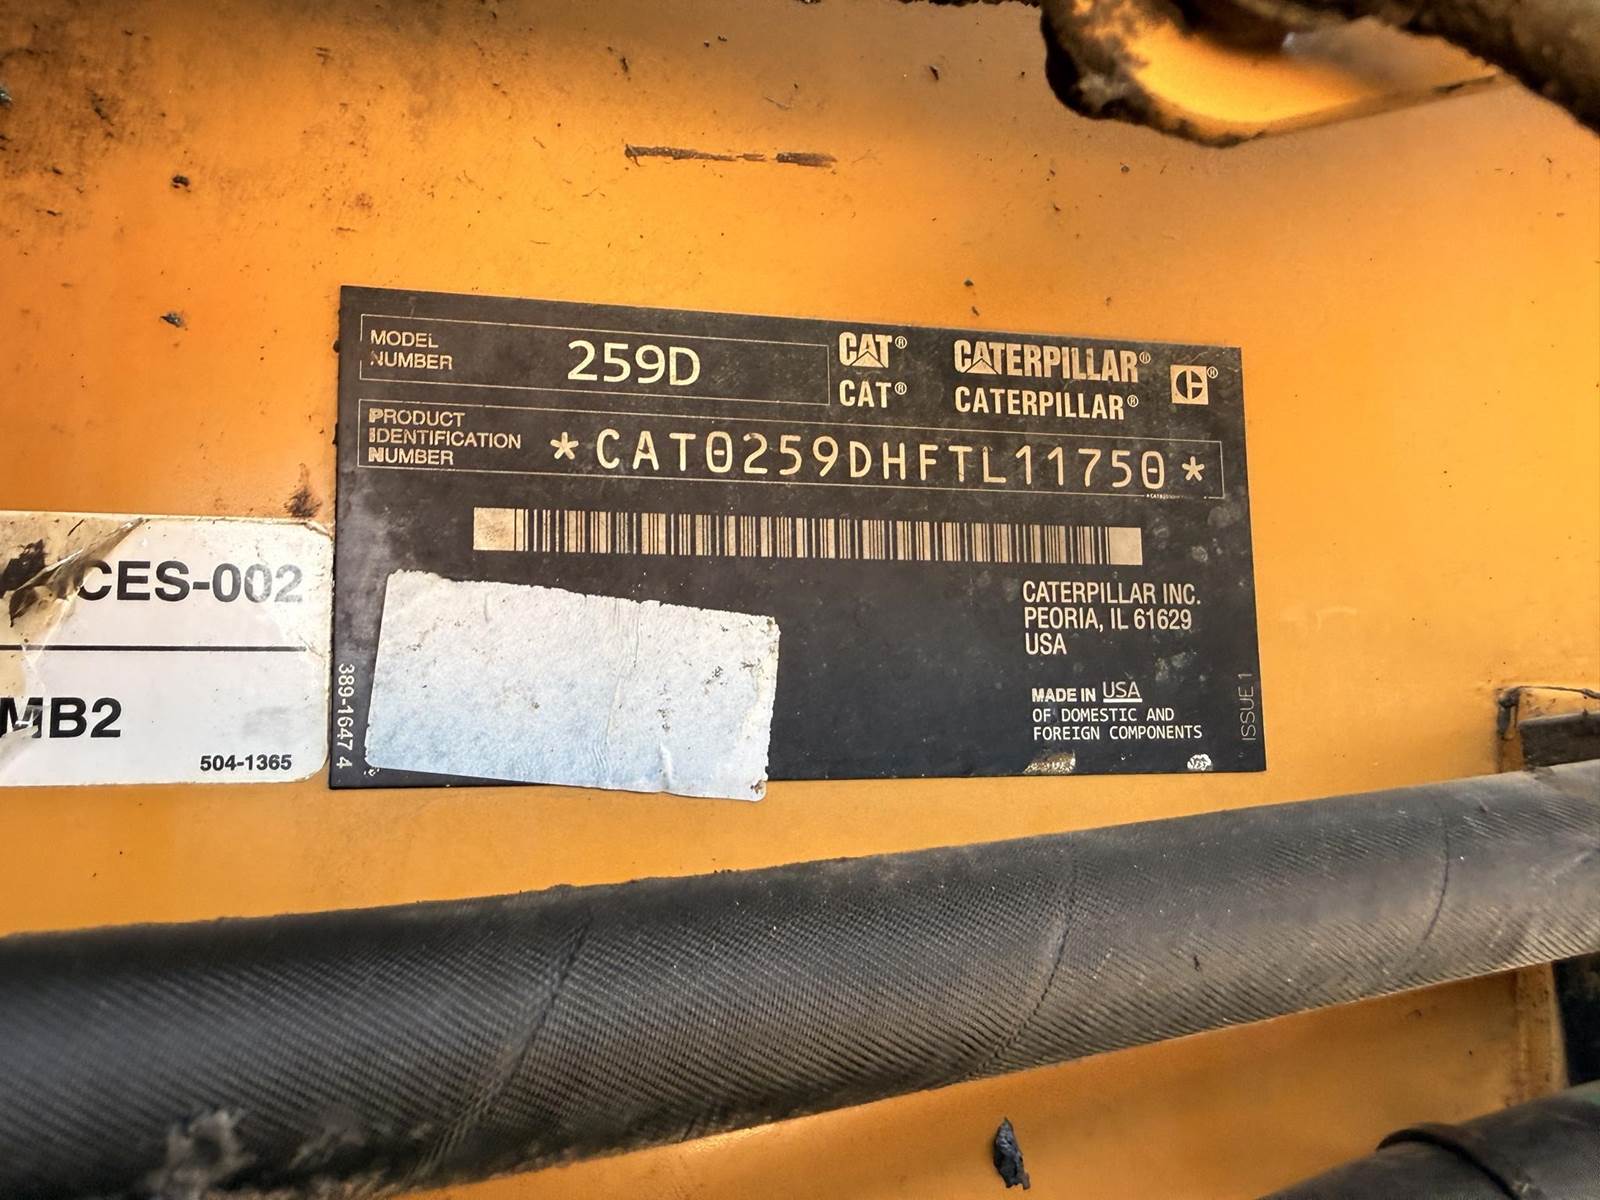 MODEL
NUMBER
259D
CAT® CATERPILLAR®
CAT® CATERPILLAR®
PRODUCT
IDENTIFICATION
NUMBER
*CAT0259DHFTL11750*
CATERPILLAR INC.
PEORIA, IL 61629
USA
MADE IN USA
OF DOMESTIC AND
FOREIGN COMPONENTS
389-1647 4
ISSUE 1
CES-002
MB2
504-1365